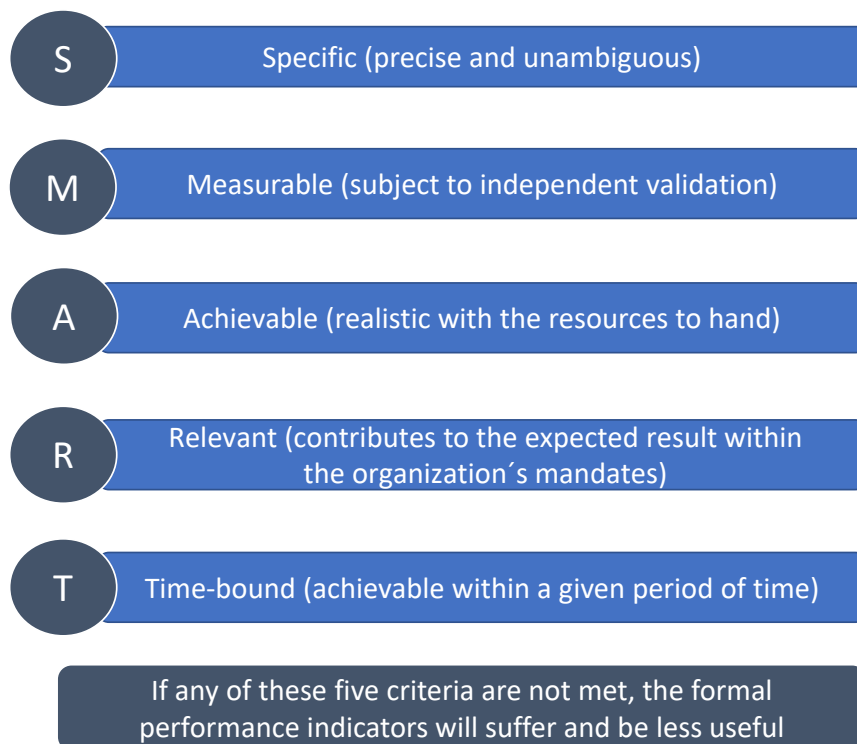 S
Specific (precise and unambiguous)
M
Measurable (subject to independent validation)
A
Achievable (realistic with the resources to hand)
R
Relevant (contributes to the expected result within
the organization´s mandates)
T
Time-bound (achievable within a given period of time)
If any of these five criteria are not met, the formal
performance indicators will suffer and be less useful